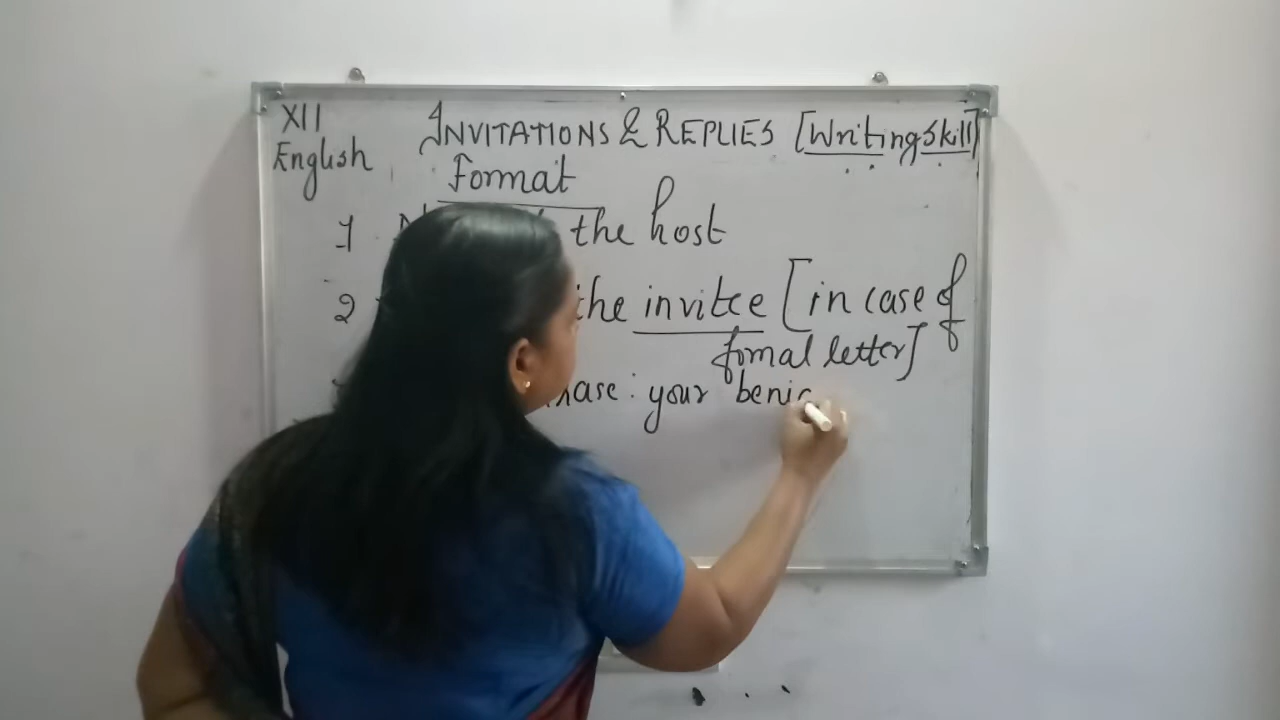 XII INVITATIONS & REPLIES [Writing Skill]
English
Format
1 the host
2 the invitee [in case of
fomal letter]
your benig